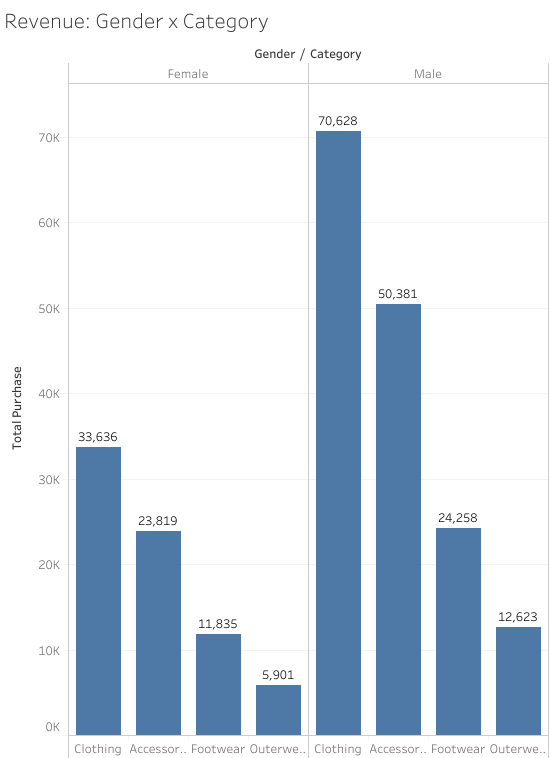 Revenue: Gender x Category
Gender / Category
Female
Male
Total Purchase
70K
60K
50K
40K
30K
20K
10K
0K
33,636
23,819
11,835
5,901
70,628
50,381
24,258
12,623
Clothing
Accessor..
Footwear
Outerwe..
Clothing
Accessor..
Footwear
Outerwe..